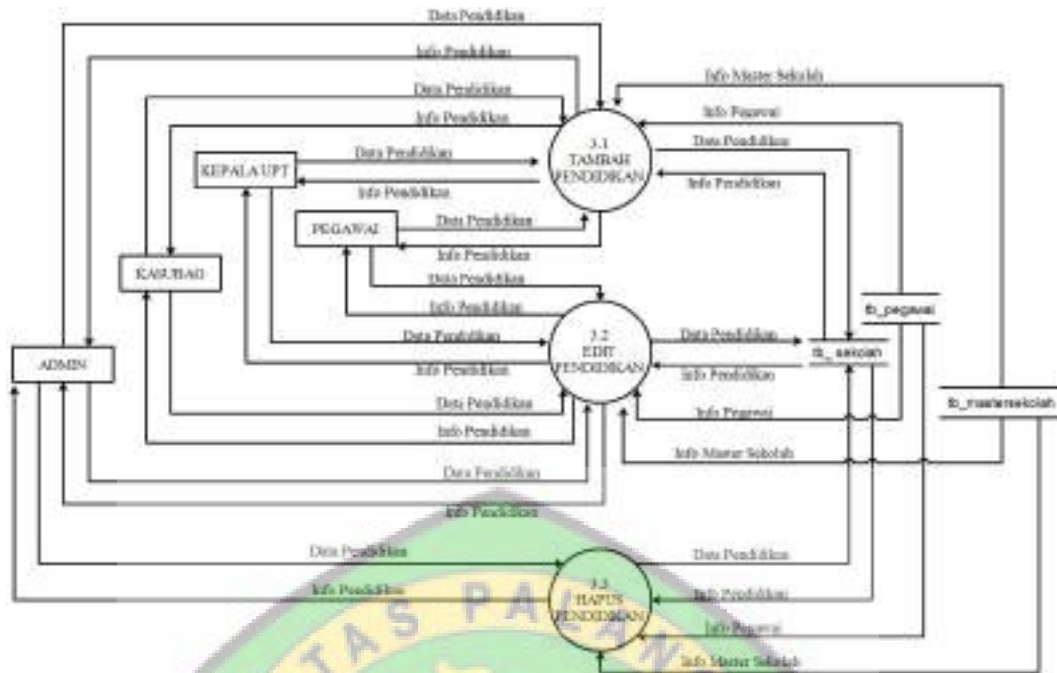 Data Pendidikan
Info Pendidikan
Info Master Sekolah
Data Pendidikan
Info Pegawai
Info Pendidikan
3.1
TAMBAH
PENDIDIKAN
Data Pendidikan
Data Pendidikan
KEPALA UPT
Info Pendidikan
Info Pendidikan
PEGAWAI
Data Pendidikan
Info Pendidikan
KASUBAG
Data Pendidikan
Info Pendidikan
tb_pegawai
3.2
EDIT
PENDIDIKAN
Data Pendidikan
Data Pendidikan
tb_ sekolah
ADMIN
Info Pendidikan
Info Pendidikan
tb_mastersekolah
Data Pendidikan
Info Pegawai
Info Pendidikan
Info Master Sekolah
Data Pendidikan
Info Pendidikan
Data Pendidikan
Data Pendidikan
3.3
HAPUS
PENDIDIKAN
Info Pendidikan
Info Pendidikan
Info Pegawai
Info Master Sekolah
TAS PALAN